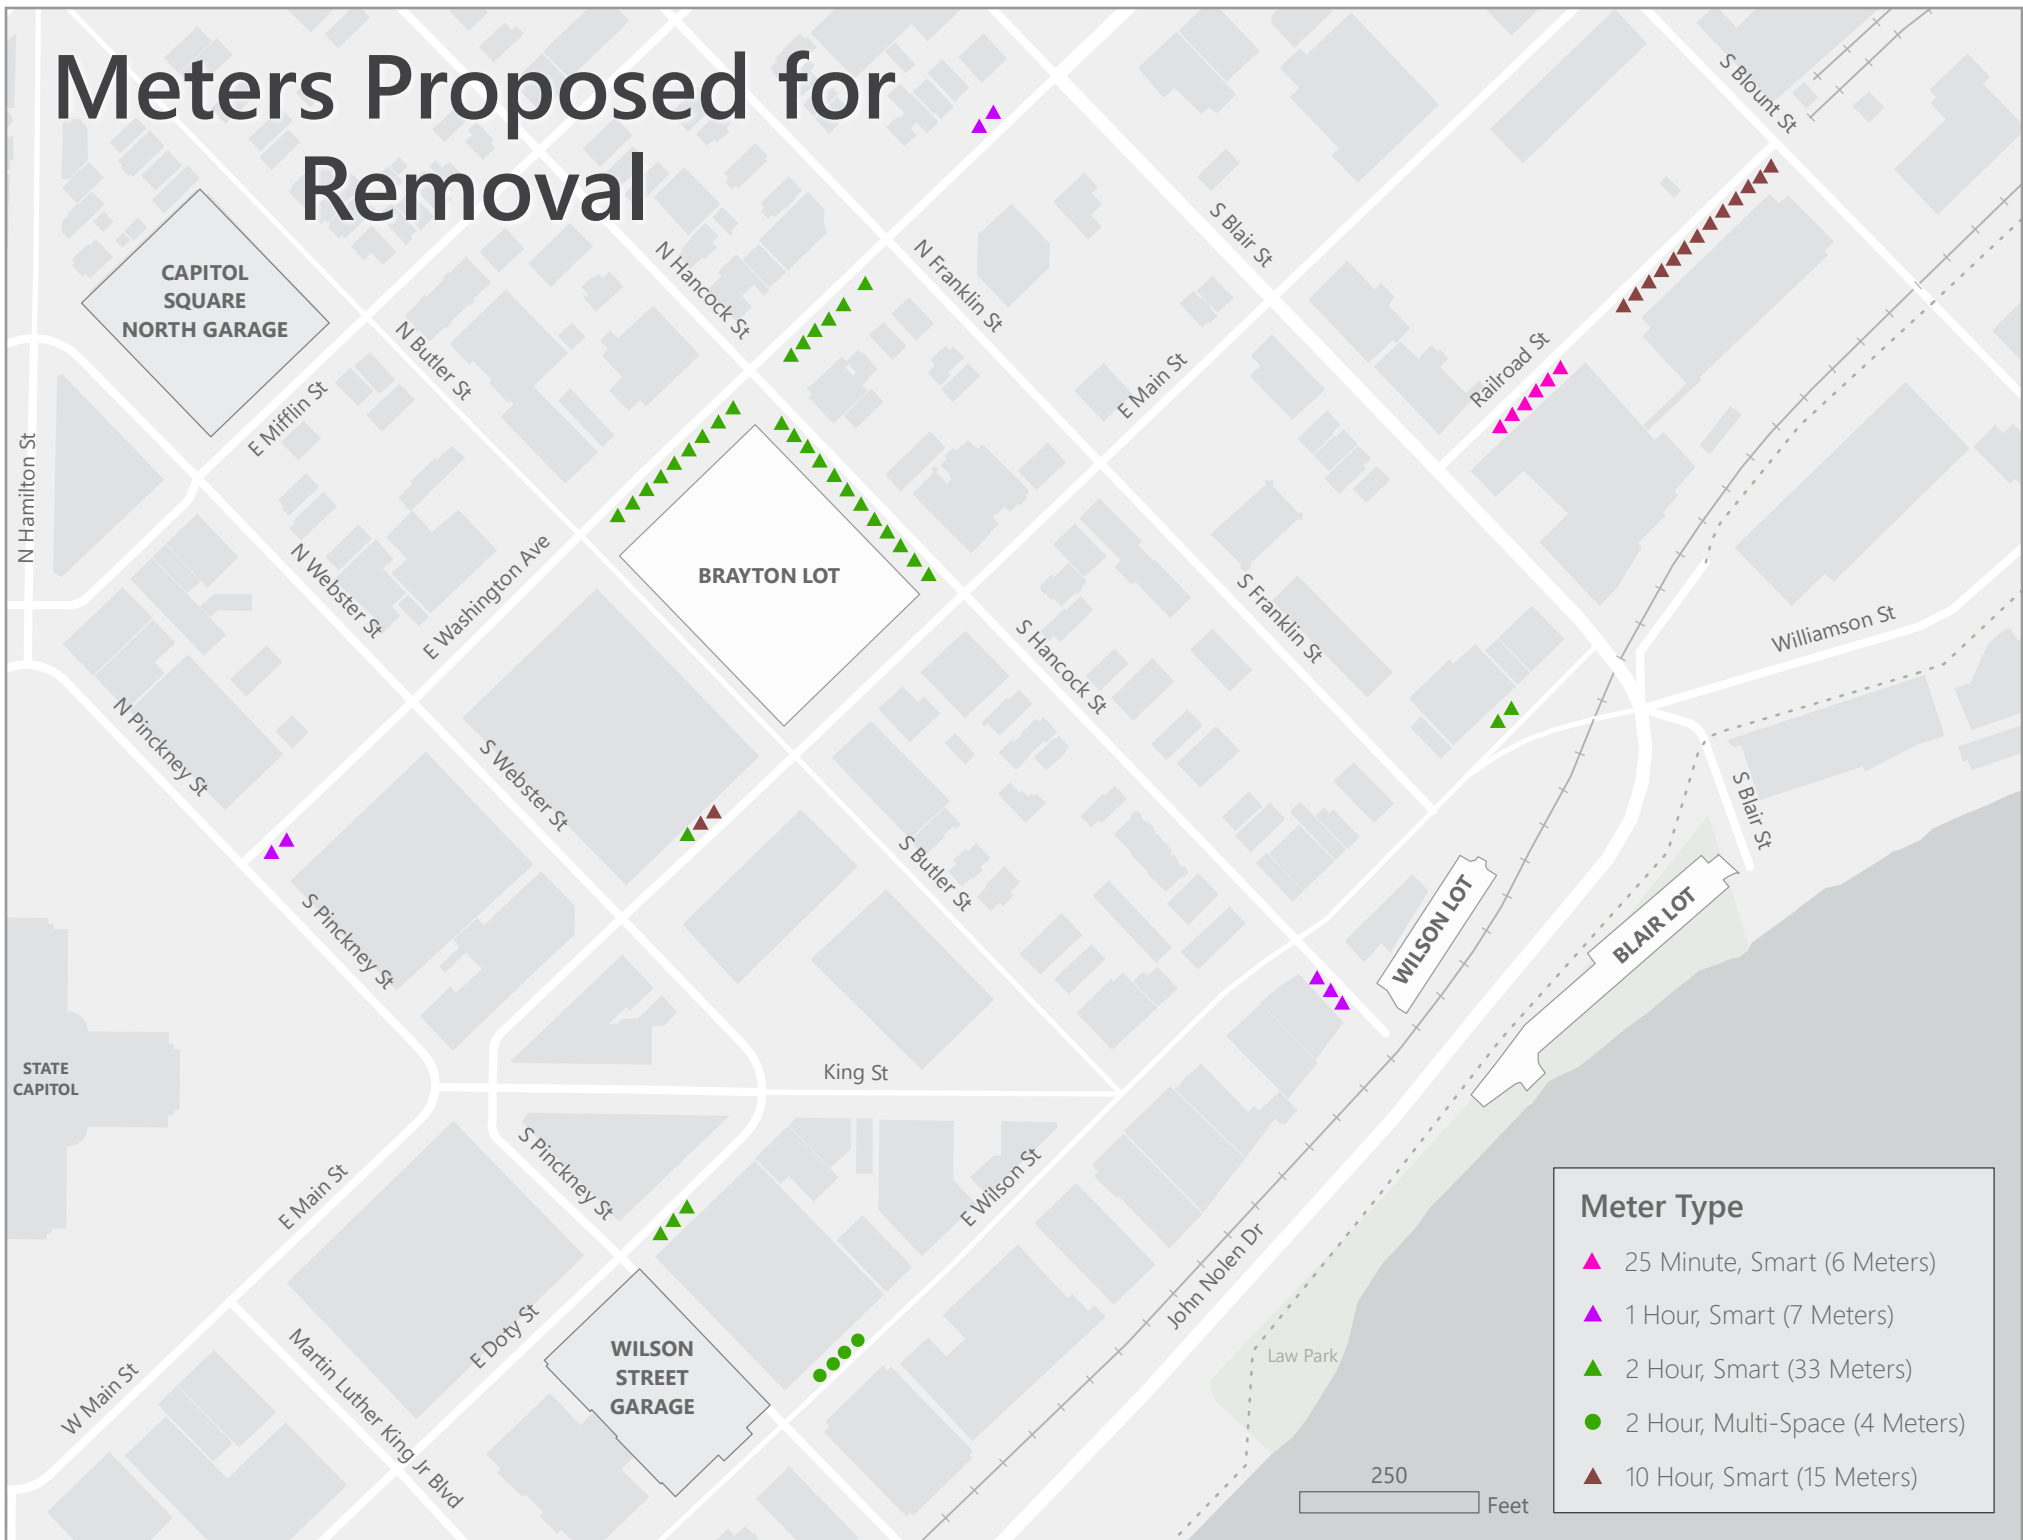 Meters Proposed for
Removal
S Blount St
S Blair St
N Hancock St
N Franklin St
CAPITOL
SQUARE
NORTH GARAGE
N Butler St
E Mifflin St
E Main St
Railroad St
N Hamilton St
N Webster St
E Washington Ave
BRAYTON LOT
S Hancock St
S Franklin St
Williamson St
N Pinckney St
S Webster St
S Blair St
S Butler St
S Pinckney St
WILSON LOT
BLAIR LOT
STATE
CAPITOL
King St
S Pinckney St
E Main St
E Wilson St
John Nolen Dr
E Doty St
WILSON
STREET
GARAGE
Law Park
W Main St
Martin Luther King Jr Blvd
250
Feet
Meter Type
25 Minute, Smart (6 Meters)
1 Hour, Smart (7 Meters)
2 Hour, Smart (33 Meters)
2 Hour, Multi-Space (4 Meters)
10 Hour, Smart (15 Meters)